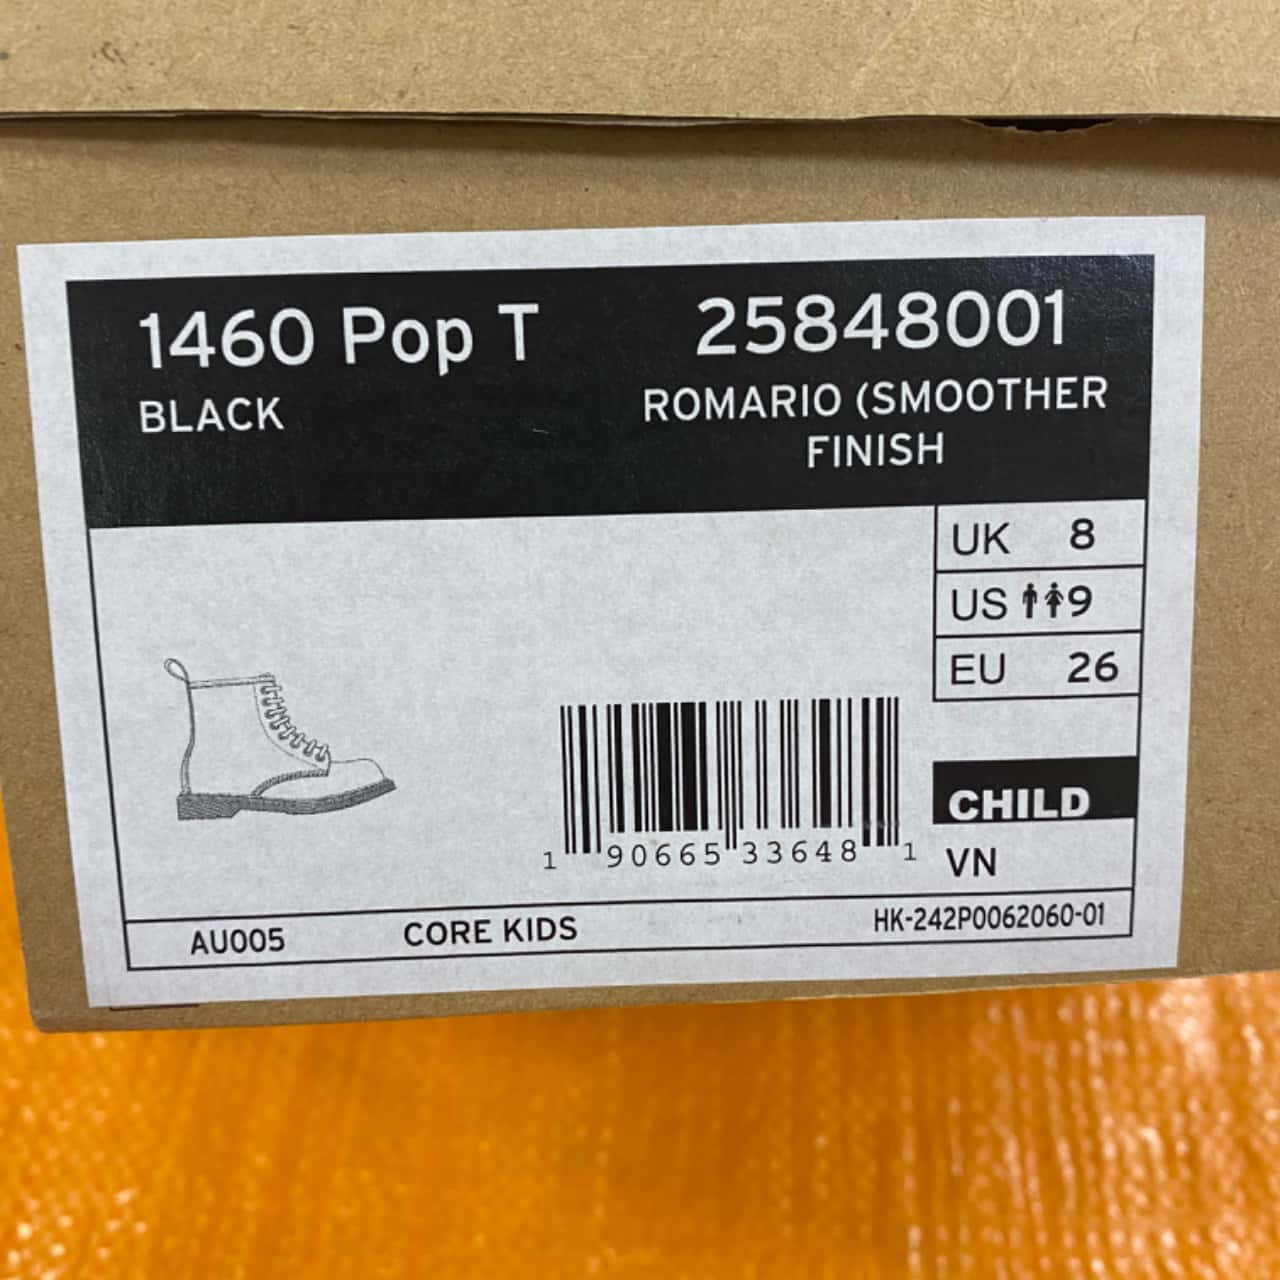 1460 Pop T
BLACK
25848001
ROMARIO (SMOOTHER
FINISH
UK 8
US 9
EU 26
1 90665 33648 1
CHILD
VN
AU005 CORE KIDS HK-242P0062060-01